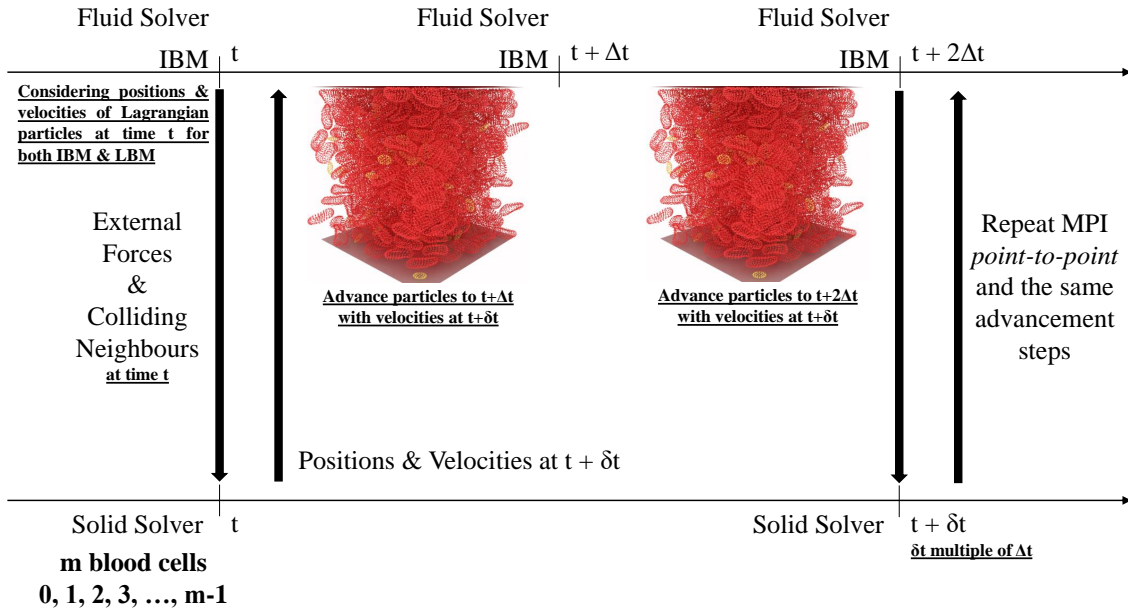 Fluid Solver
Fluid Solver
Fluid Solver
IBM
t
IBM
t + Δt
IBM
t + 2Δt
Considering positions &
velocities of Lagrangian
particles at time t for
both IBM & LBM
External
Forces
&
Colliding
Neighbours
at time t
Advance particles to t+Δt
with velocities at t+δt
Advance particles to t+2Δt
with velocities at t+δt
Repeat MPI
point-to-point
and the same
advancement
steps
Positions & Velocities at t + δt
Solid Solver
t
Solid Solver
t + δt
δt multiple of Δt
m blood cells
0, 1, 2, 3, …, m-1